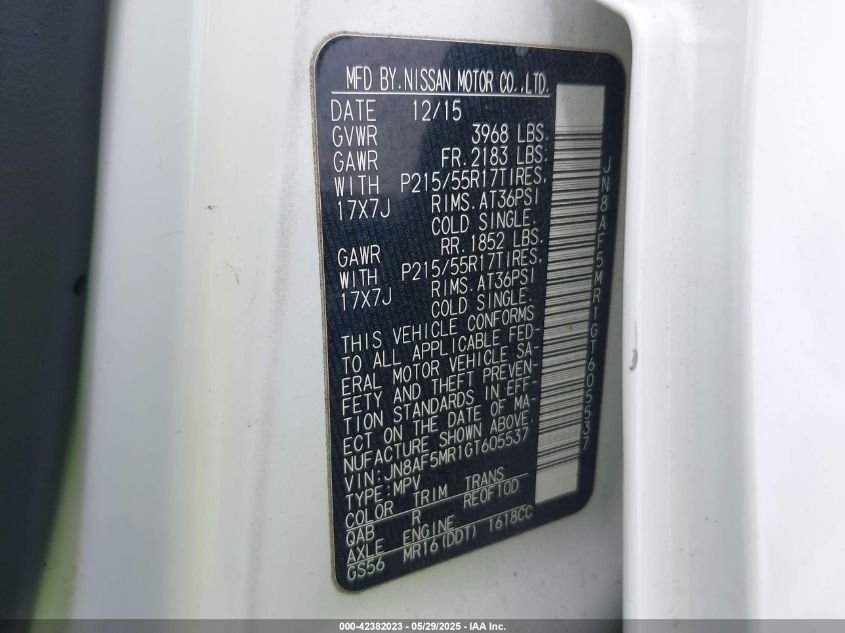 MFD BY.NISSAN MOTOR CO.,LTD.
DATE 12/15
GVWR 3968 LBS.
GAWR FR. 2183 LBS.
WITH P215/55R17TIRES.
17X7J RIMS. AT36PSI
COLD SINGLE.
GAWR RR. 1852 LBS.
WITH P215/55R17TIRES.
17X7J RIMS. AT36PSI
COLD SINGLE.
THIS VEHICLE CONFORMS
TO ALL APPLICABLE FED-
ERAL MOTOR VEHICLE SA-
FETY AND THEFT PREVEN-
TION STANDARDS IN EFF-
ECT ON THE DATE OF MA-
NUFACTURE SHOWN ABOVE.
VIN:JN8AF5MR1GT605537
TYPE:MPV
COLOR TRIM TRANS
QAB R RE0F10D
AXLE ENGINE
GS56 MR16(DDT) 1618CC
JN8AF5MR1GT605537
000-42382023 - 05/29/2025 - IAA Inc.